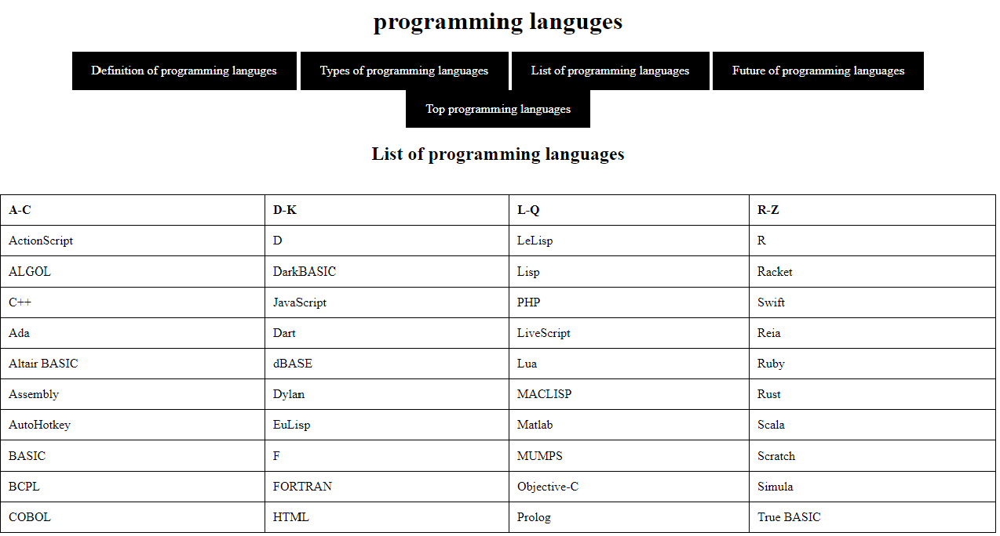 programming languges
Definition of programming languges Types of programming languages List of programming languages Future of programming languages
Top programming languages
List of programming languages
A-C D-K L-Q R-Z
ActionScript D LeLisp R
ALGOL DarkBASIC Lisp Racket
C++ JavaScript PHP Swift
Ada Dart LiveScript Reia
Altair BASIC dBASE Lua Ruby
Assembly Dylan MACLISP Rust
AutoHotkey EuLisp Matlab Scala
BASIC F MUMPS Scratch
BCPL FORTRAN Objective-C Simula
COBOL HTML Prolog True BASIC